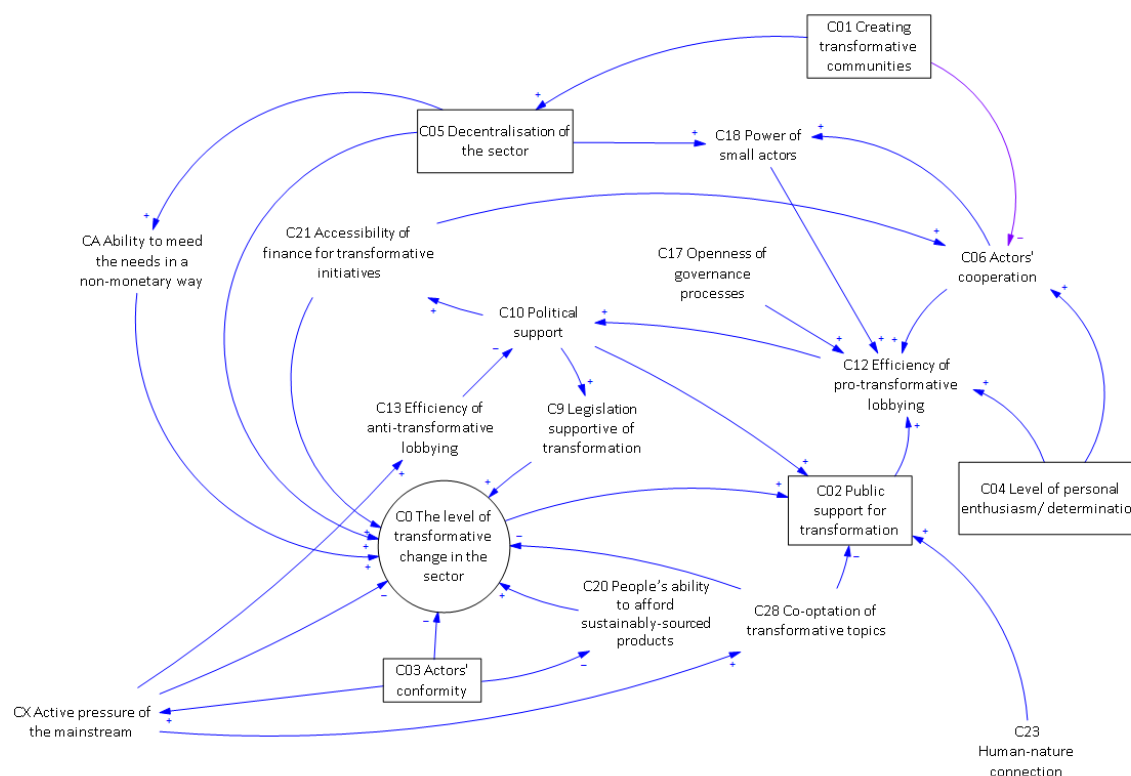 C01 Creating
transformative
communities
C05 Decentralisation of
the sector
C18 Power of
small actors
CA Ability to meed
the needs in a
non-monetary way
C21 Accessibility of
finance for transformative
initiatives
C17 Openness of
governance
processes
C06 Actors'
cooperation
C10 Political
support
C12 Efficiency of
pro-transformative
lobbying
C13 Efficiency of
anti-transformative
lobbying
C9 Legislation
supportive of
transformation
C04 Level of personal
enthusiasm/ determination
C02 Public
support for
transformation
C0 The level of
transformative
change in the
sector
C20 People's ability
to afford
sustainably-sourced
products
C28 Co-optation of
transformative topics
C03 Actors'
conformity
CX Active pressure of
the mainstream
C23
Human-nature
connection